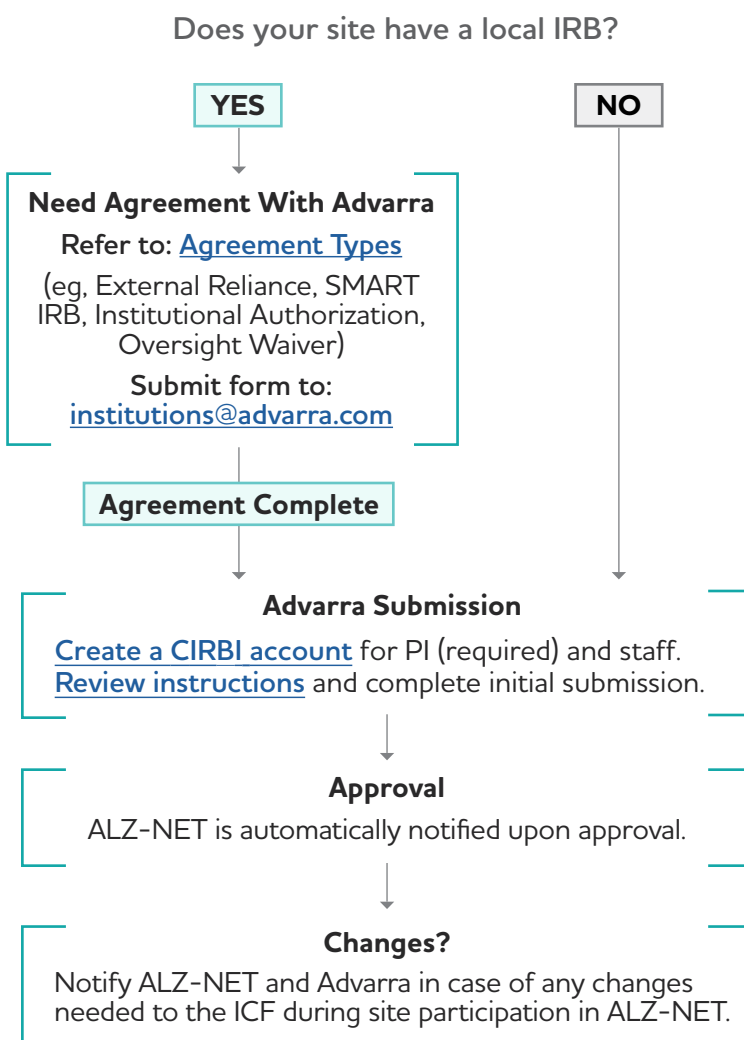 Does your site have a local IRB?
YES
NO
Need Agreement With Advarra
Refer to: Agreement Types
(eg, External Reliance, SMART
IRB, Institutional Authorization,
Oversight Waiver)
Submit form to:
institutions@advarra.com
Agreement Complete
Advarra Submission
Create a CIRBI account for PI (required) and staff.
Review instructions and complete initial submission.
Approval
ALZ-NET is automatically notified upon approval.
Changes?
Notify ALZ-NET and Advarra in case of any changes
needed to the ICF during site participation in ALZ-NET.